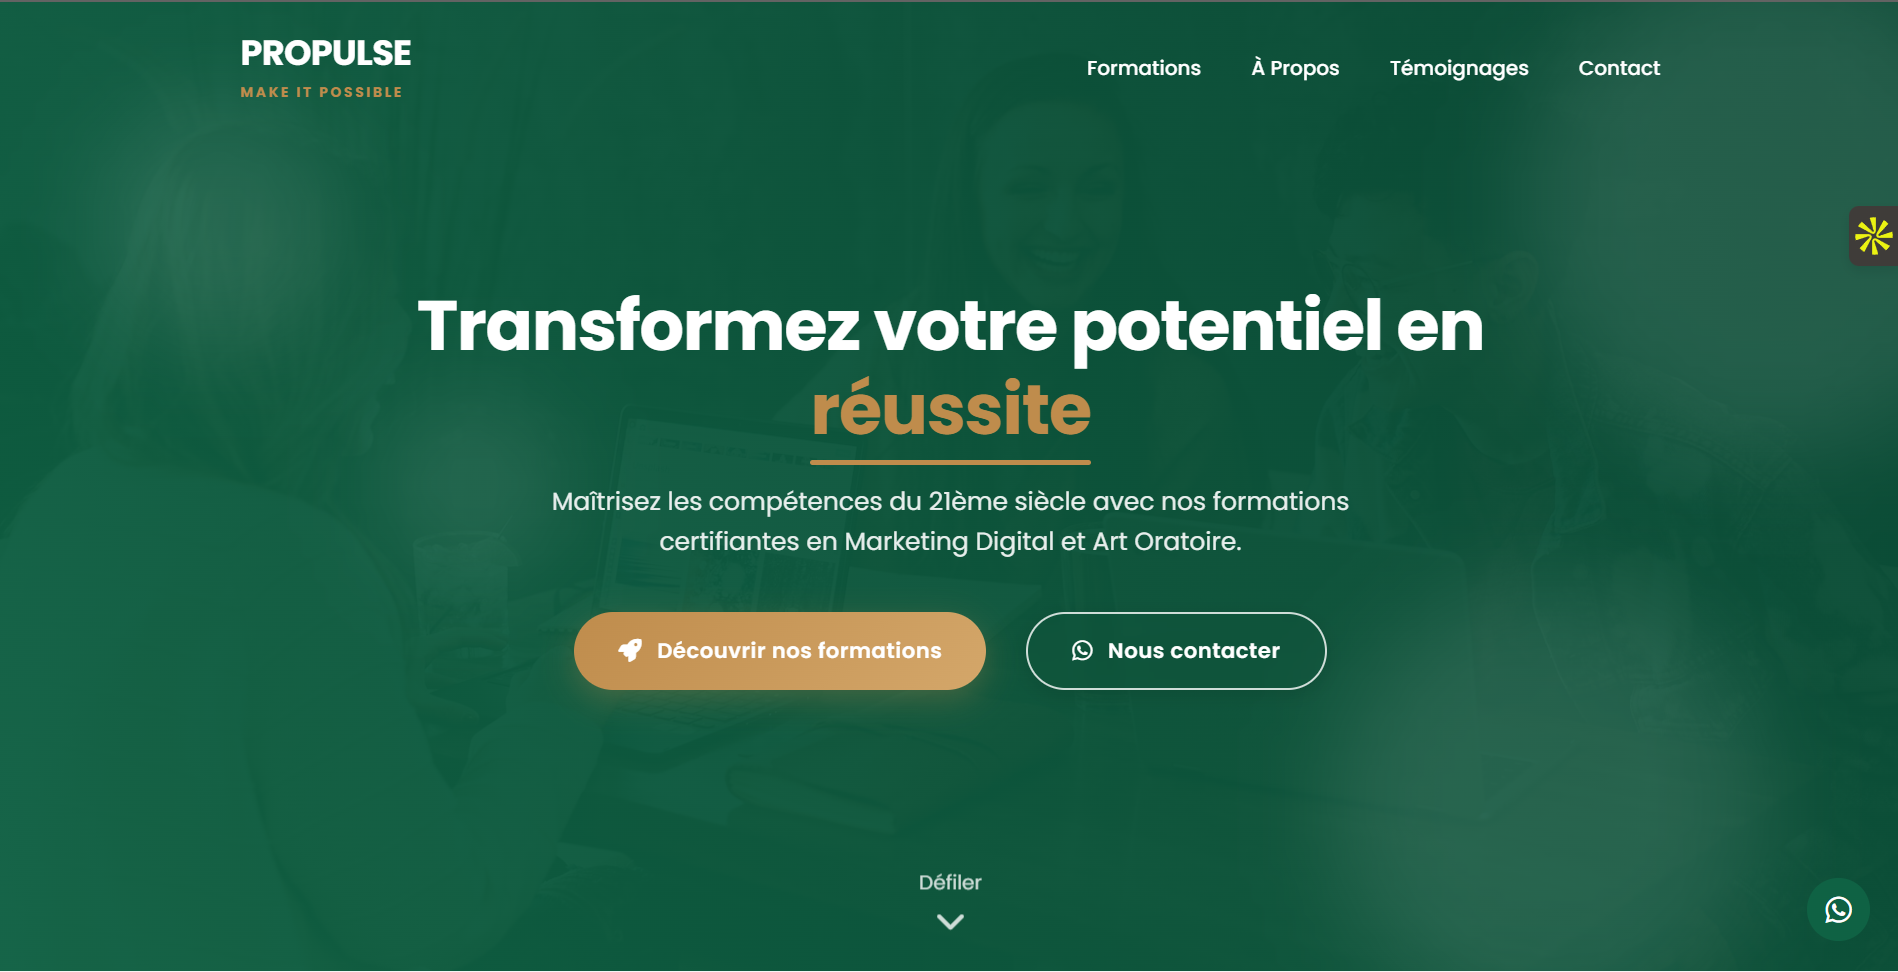 PROPULSE
MAKE IT POSSIBLE
Formations
À Propos
Témoignages
Contact
Transformez votre potentiel en
réussite
Maîtrisez les compétences du 21ème siècle avec nos formations
certifiantes en Marketing Digital et Art Oratoire.
Découvrir nos formations
Nous contacter
Défiler